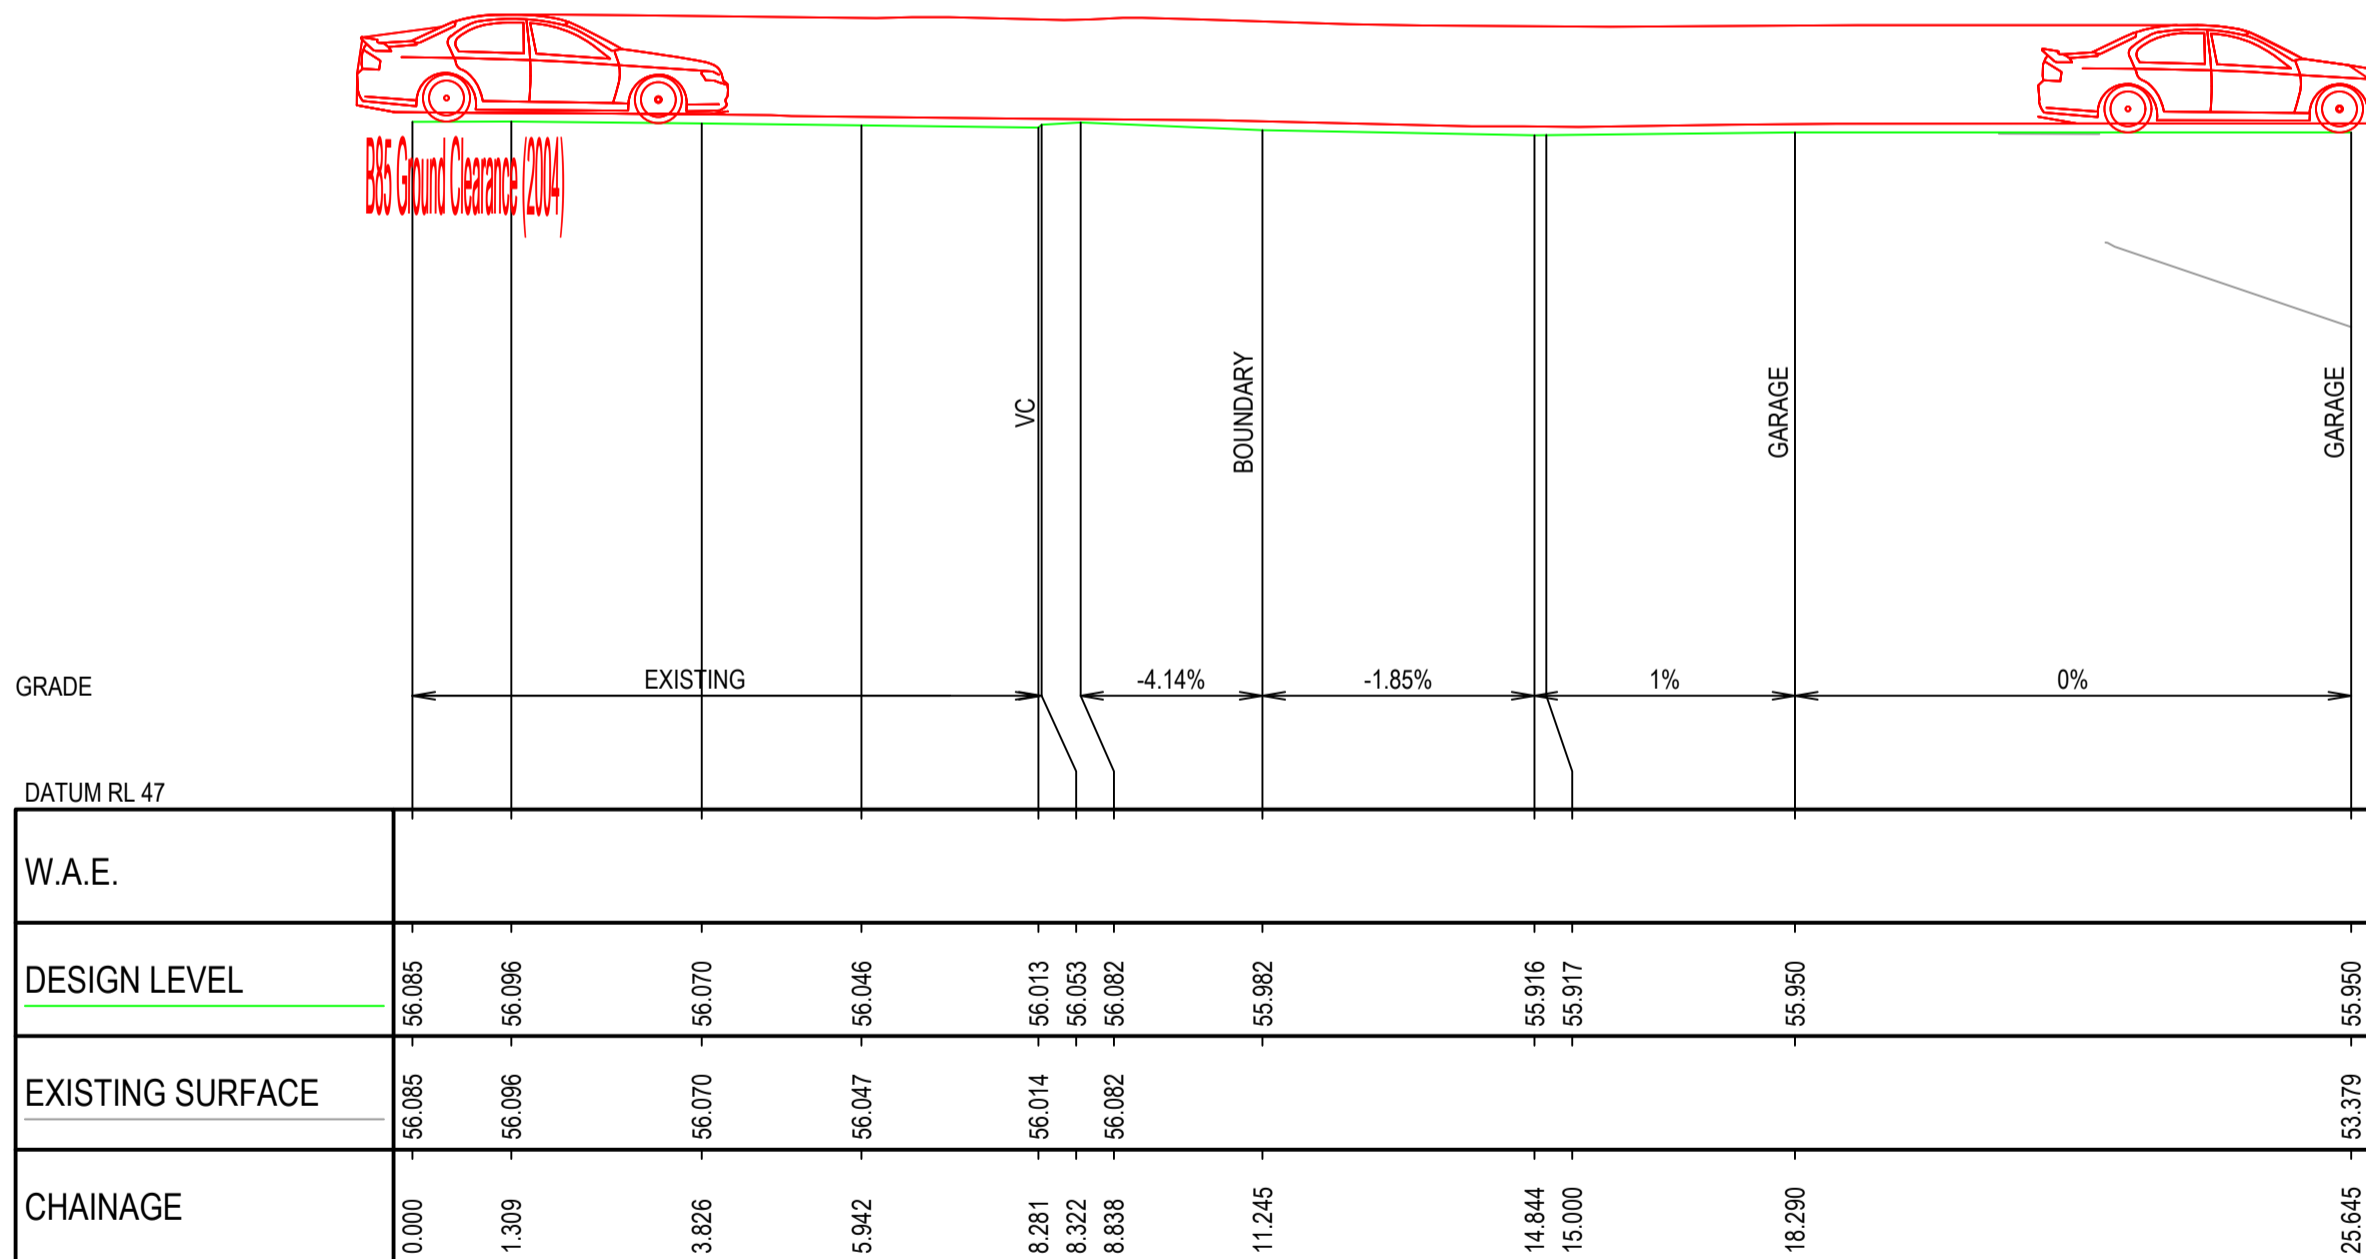 B85 Ground Clearance (2004)
VC
BOUNDARY
GARAGE
GARAGE
GRADE
EXISTING
-4.14%
-1.85%
1%
0%
DATUM RL 47
W.A.E.
DESIGN LEVEL 56.085 56.096 56.070 56.046 56.013 56.053 56.082 55.982 55.916 55.917 55.950 55.950
EXISTING SURFACE 56.085 56.096 56.070 56.047 56.014 56.082 53.379
CHAINAGE 0.000 1.309 3.826 5.942 8.281 8.322 8.838 11.245 14.844 15.000 18.290 25.645